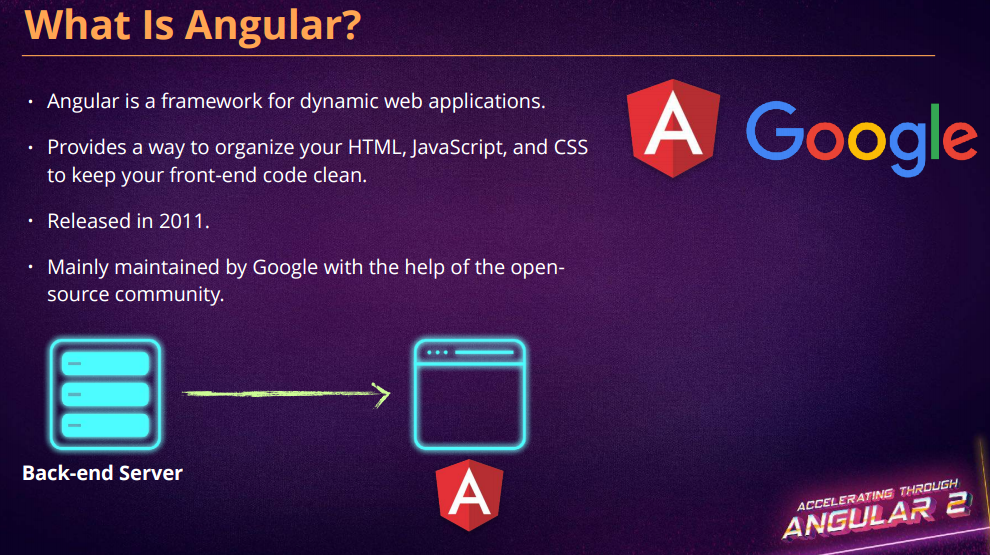 What Is Angular?
• Angular is a framework for dynamic web applications.
• Provides a way to organize your HTML, JavaScript, and CSS
to keep your front-end code clean.
• Released in 2011.
• Mainly maintained by Google with the help of the open-
source community.
A
Google
Back-end Server
A
ACCELERATING THROUGH
ANGULAR 2